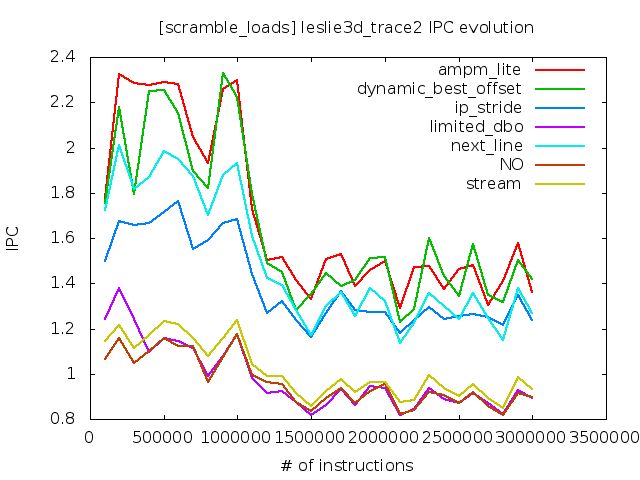 [scramble_loads] leslie3d_trace2 IPC evolution
2.4
2.2
2
1.8
1.6
1.4
1.2
1
0.8
IPC
ampm_lite
dynamic_best_offset
ip_stride
limited_dbo
next_line
NO
stream
0 500000 1000000 1500000 2000000 2500000 3000000 3500000
# of instructions